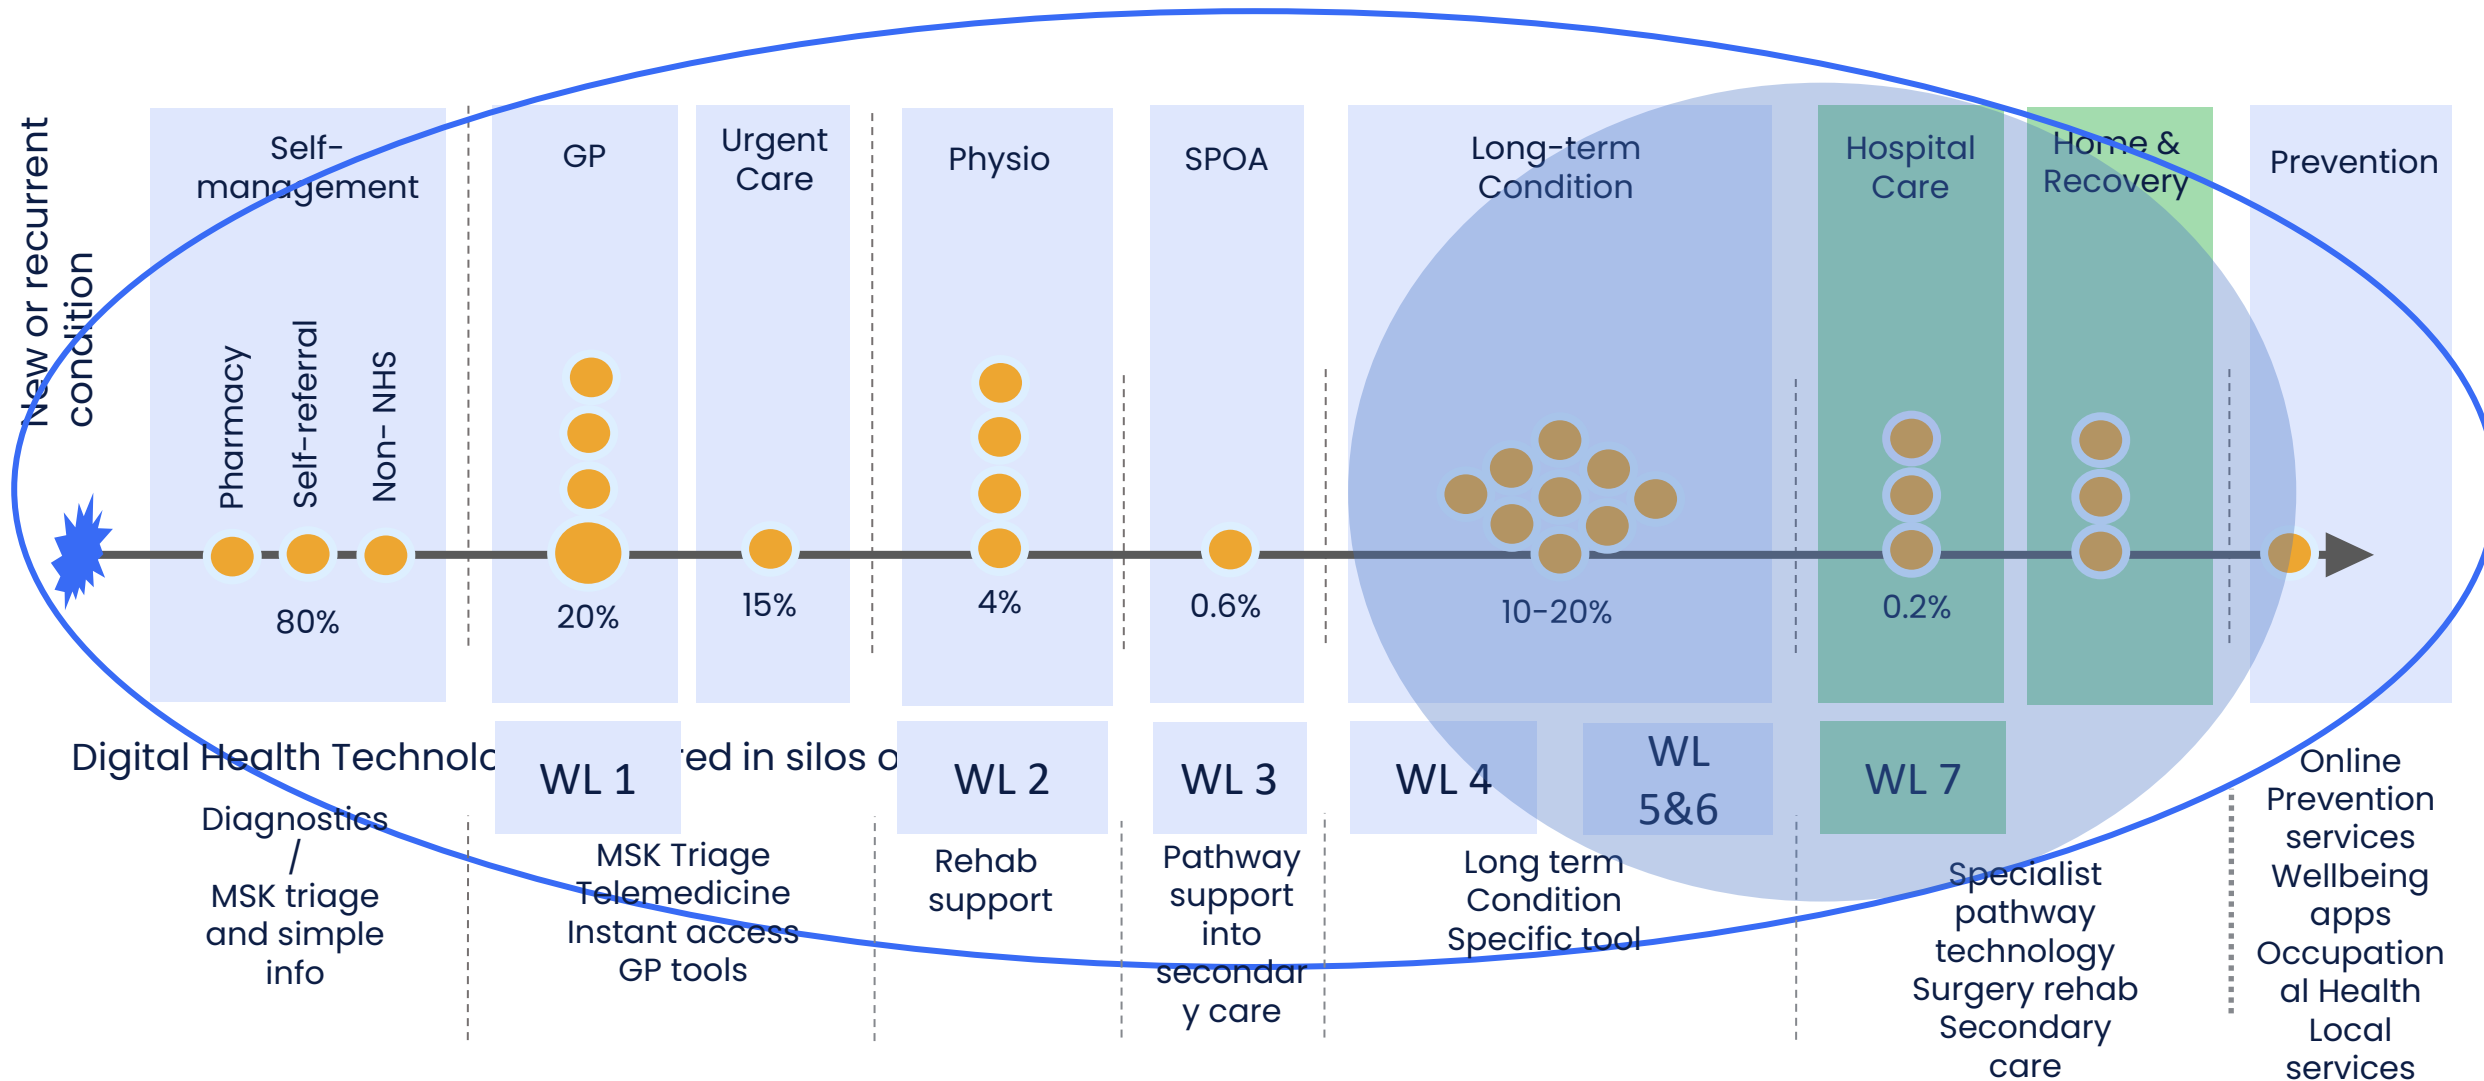 New or recurrent
condition
Self-
management
GP
Urgent
Care
Physio
SPOA
Long-term
Condition
Hospital
Care
Home &
Recovery
Prevention
Pharmacy
Self-referral
Non- NHS
80%
20%
15%
4%
0.6%
10-20%
0.2%
Digital Health
in silos
WL 1
WL 2
WL 3
WL 4
WL
5&6
WL 7
Diagnostics
/
MSK triage
and simple
info
MSK Triage
Telemedicine
Instant access
GP tools
Rehab
support
Pathway
support
into
secondar
y care
Long term
Condition
Specific tool
Specialist
pathway
technology
Surgery rehab
Secondary
care
Online
Prevention
services
Wellbeing
apps
Occupation
al Health
Local
services